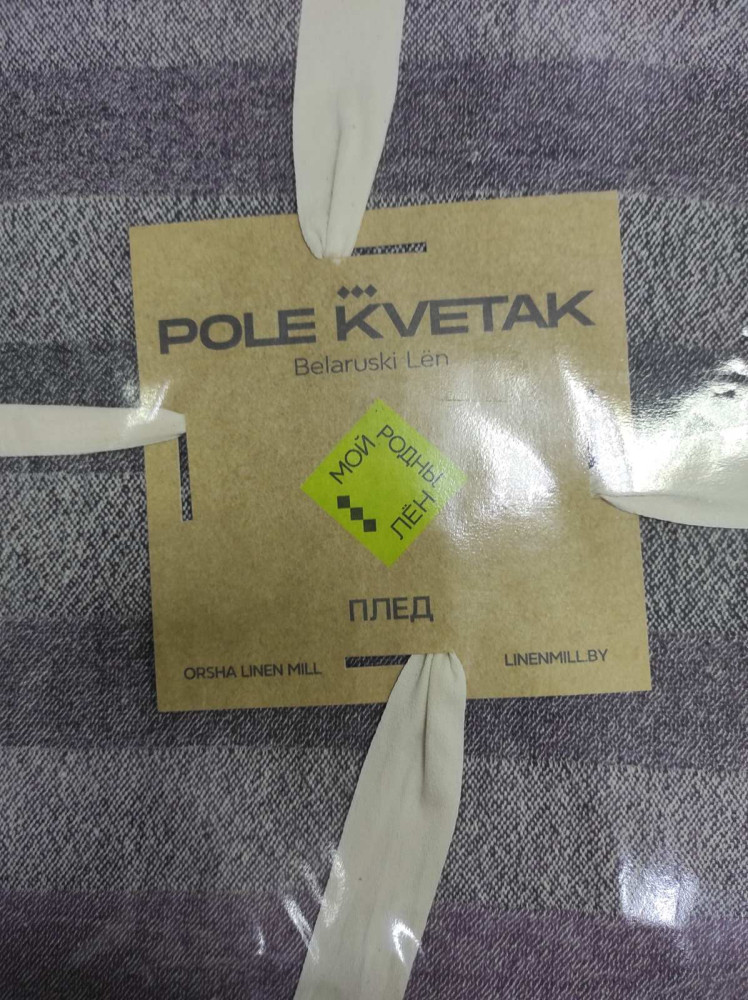 POLE KVETAK
Belaruski Lën
МОЙ РОДНЫ
ЛЁН
ПЛЕД
ORSHA LINEN MILL
LINENMILL.BY